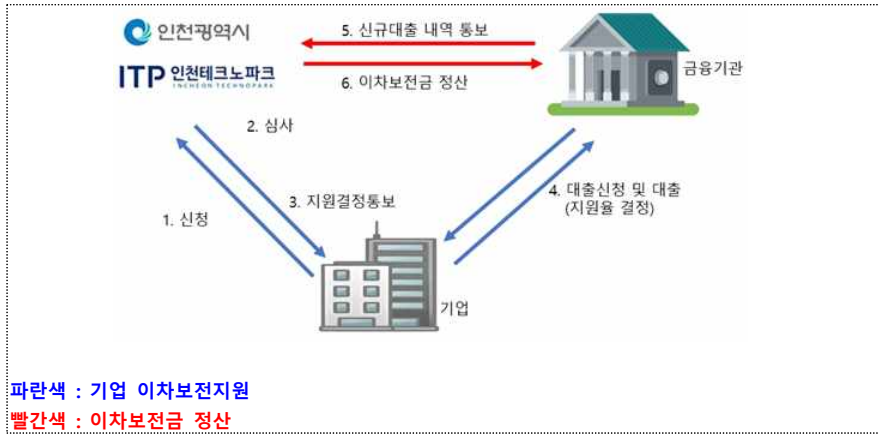 인천광역시
5. 신규대출 내역 통보
ITP 인천테크노파크
INCHEON TECHNOPARK
6. 이차보전금 정산
금융기관
2. 심사
3. 지원결정통보
4. 대출신청 및 대출
(지원율 결정)
1. 신청
기업
파란색 : 기업 이차보전지원
빨간색 : 이차보전금 정산